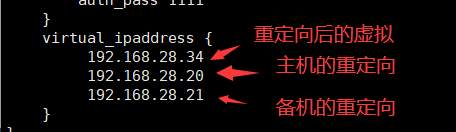 auth_pass 1111
}
virtual_ipaddress {
192.168.28.34 重定向后的虚拟
192.168.28.20 主机的重定向
192.168.28.21 备机的重定向
}
}